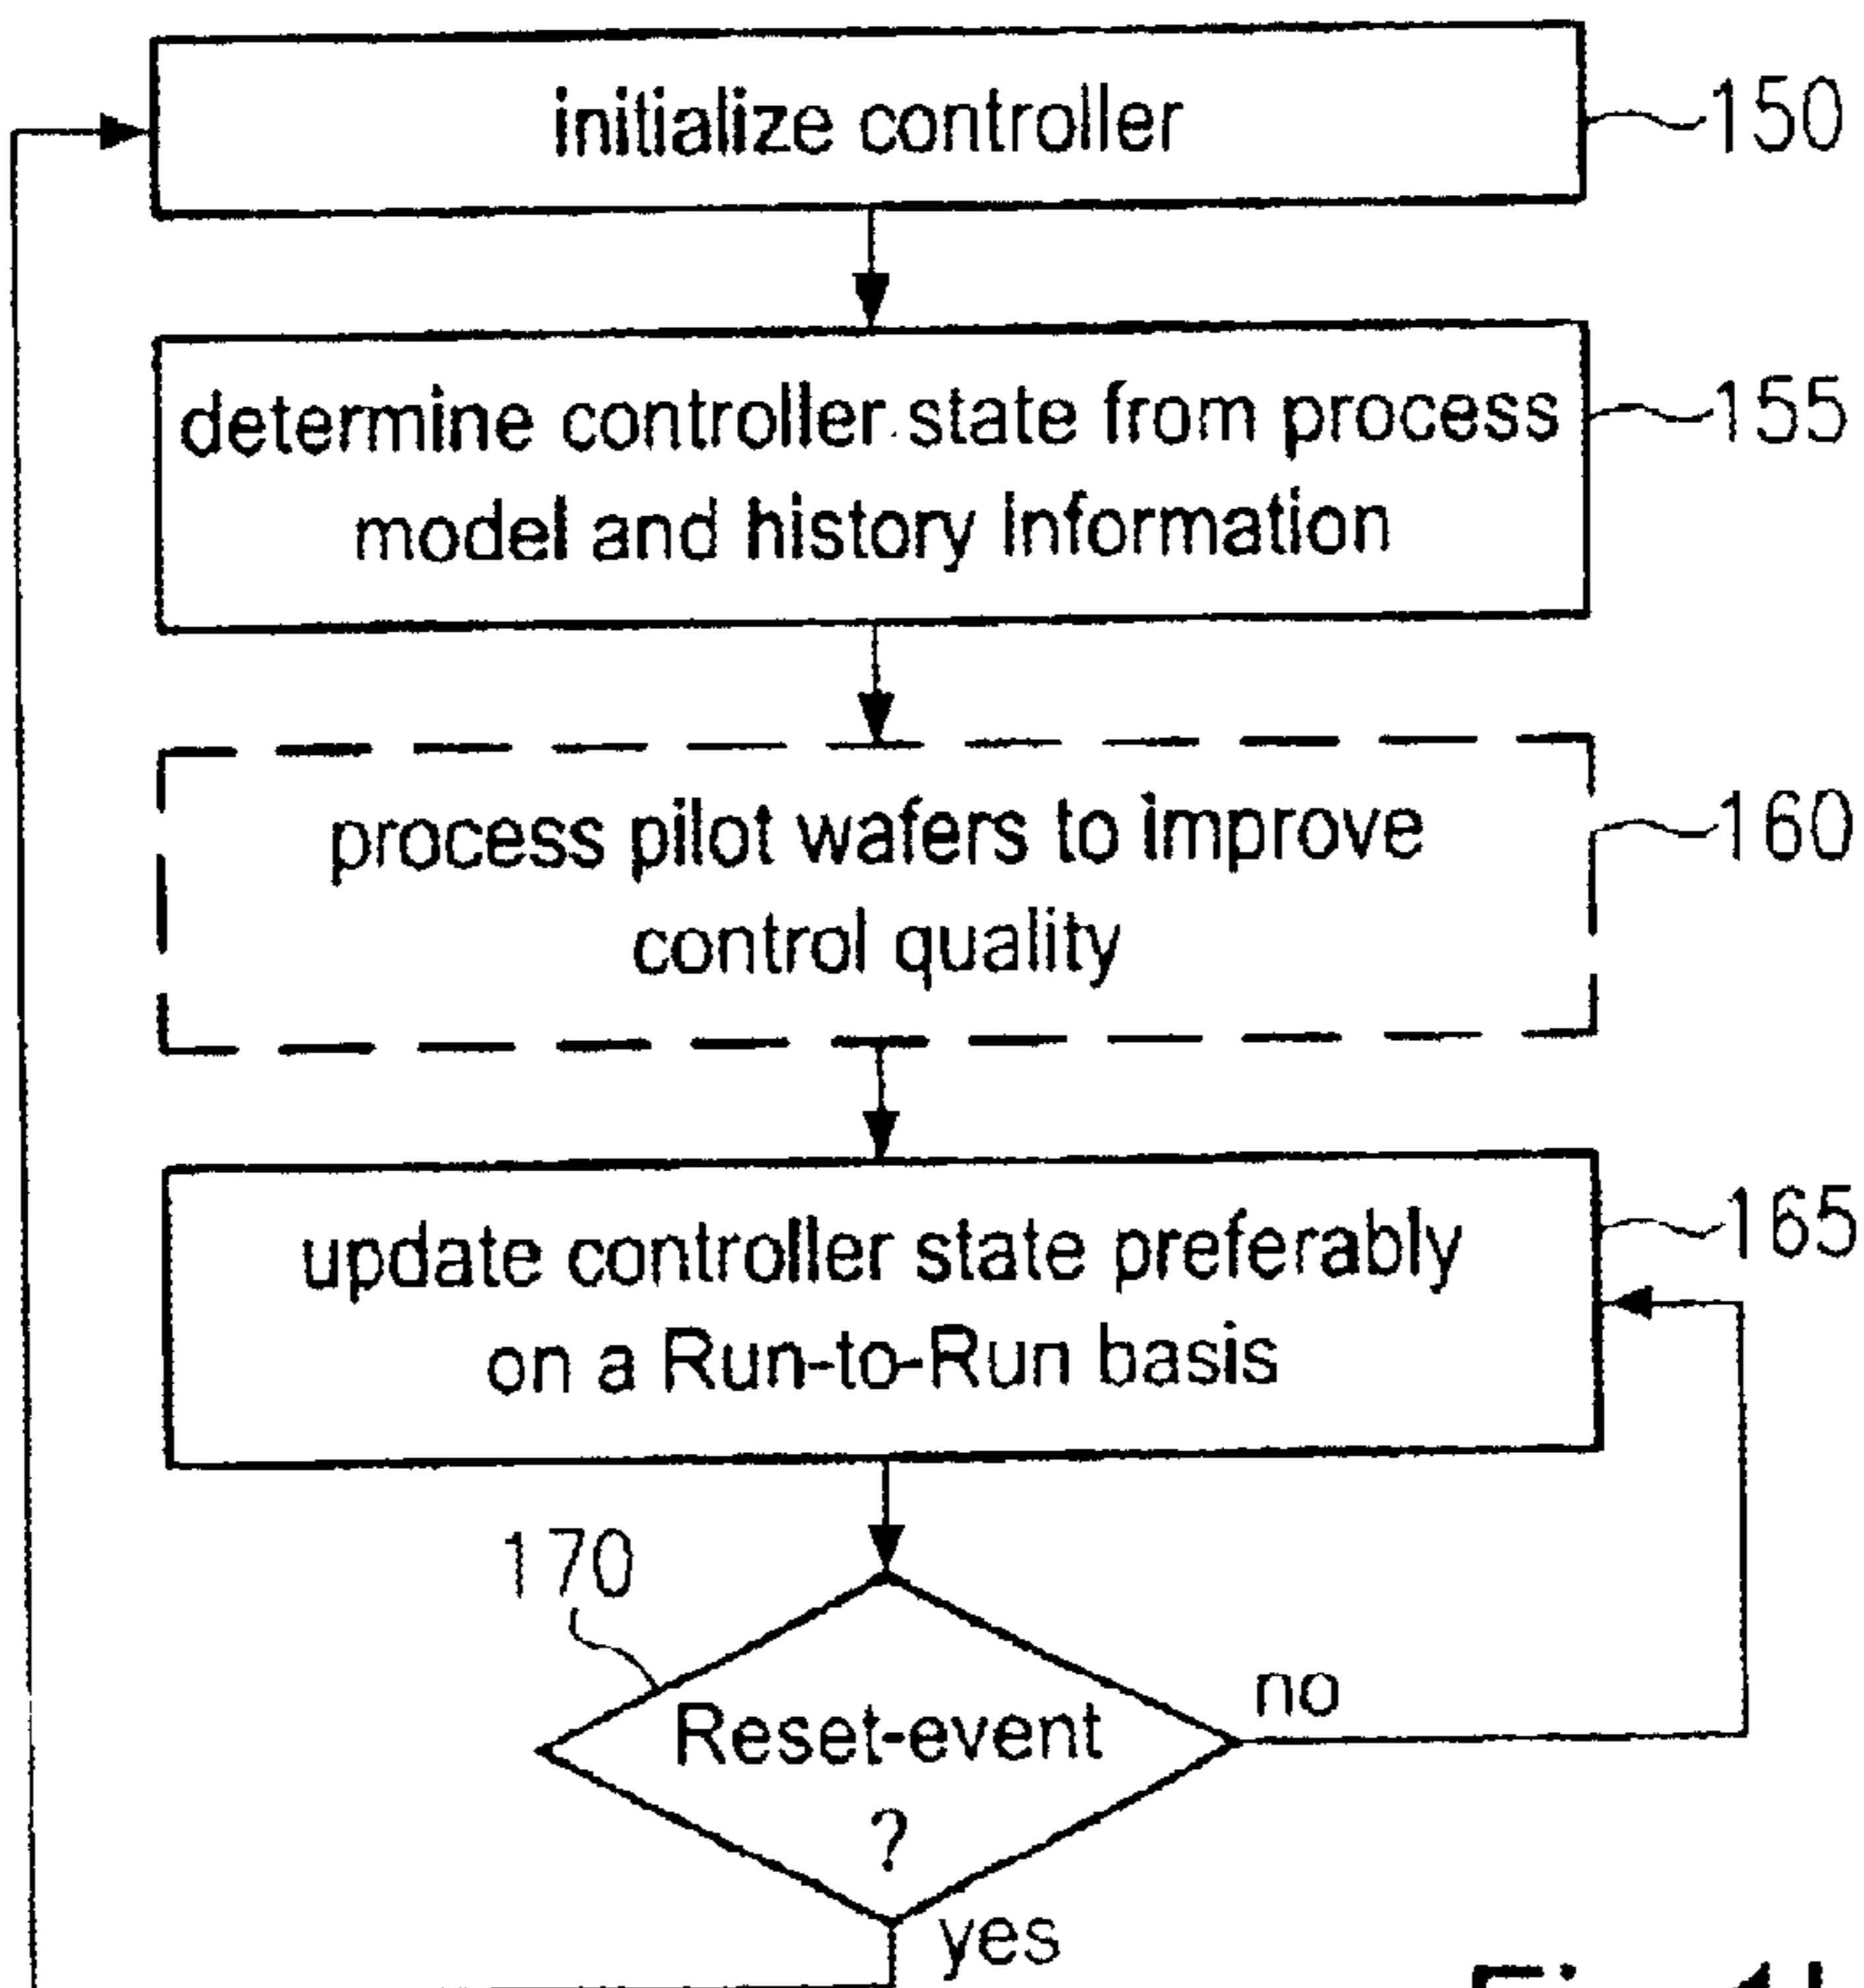 initialize controller
150
determine controller state from process
model and history information
155
process pilot wafers to improve
control quality
160
update controller state preferably
on a Run-to-Run basis
165
170
Reset-event
?
no
yes